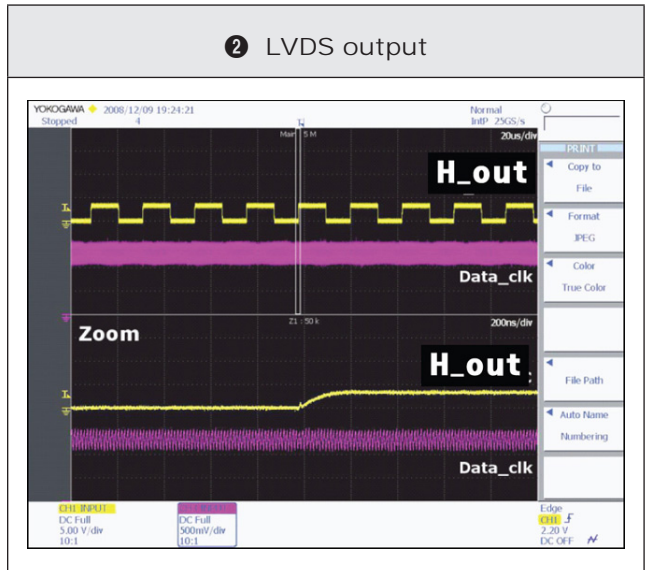 ❷ LVDS output
YOKOGAWA 2008/12/09 19:24:21
Stopped 4
Normal
IntP 25GS/s
Main 5 M
20us/div
H_out
Data_clk
Z1 : 50 k
200ns/div
Zoom
H_out
Data_clk
PRINT
Copy to
File
Format
JPEG
Color
True Color
File Path
Auto Name
Numbering
CH1 INPUT
DC Full
5.00 V/div
10:1
DC Full
500mV/div
10:1
Edge
CH1
2.20 V
DC OFF